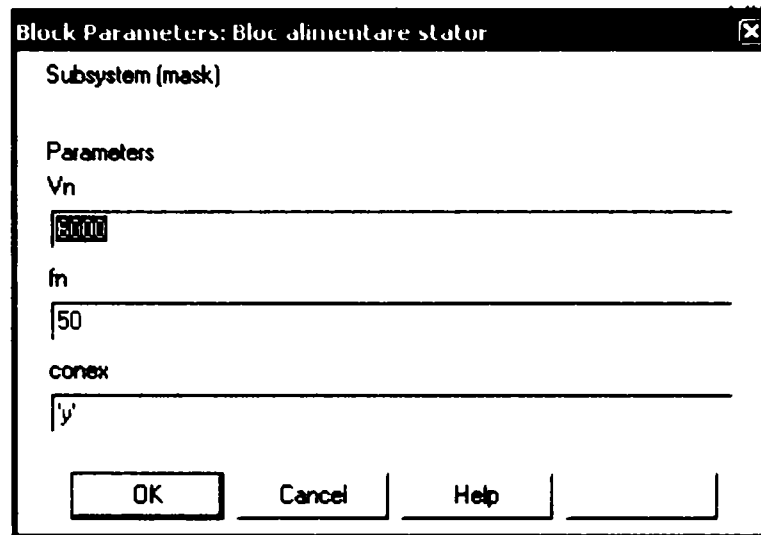 Block Parameters: Bloc alimentare stator
Subsystem (mask)
Parameters
Vn
fn
50
conex
'y'
OK
Cancel
Help